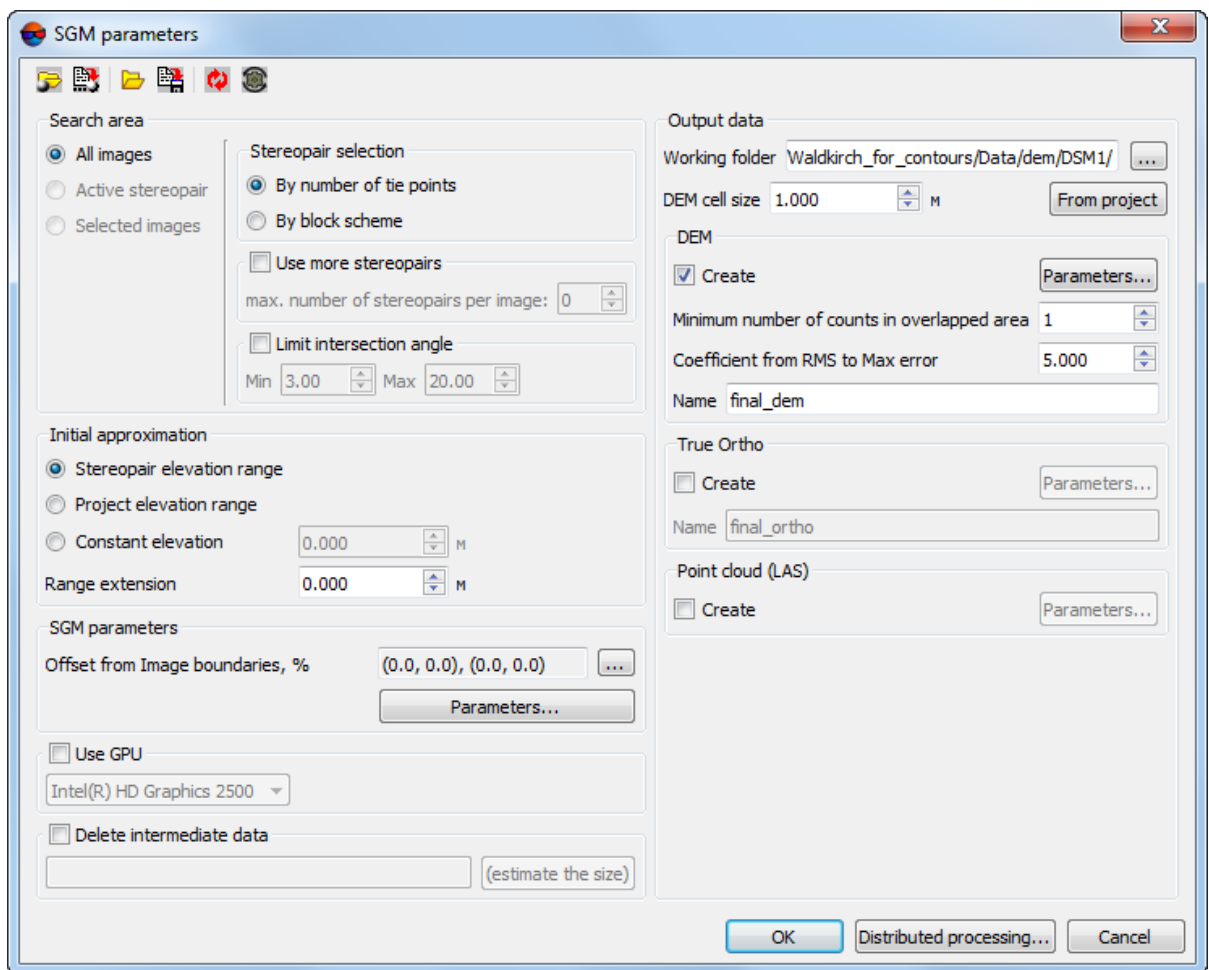 SGM parameters
Search area
All images
Active stereopair
Selected images
Stereopair selection
By number of tie points
By block scheme
Use more stereopairs
max. number of stereopairs per image: 0
Limit intersection angle
Min 3.00 Max 20.00
Initial approximation
Stereopair elevation range
Project elevation range
Constant elevation 0.000 м
Range extension 0.000 м
SGM parameters
Offset from Image boundaries, % (0.0, 0.0), (0.0, 0.0) ...
Parameters...
Use GPU
Intel(R) HD Graphics 2500
Delete intermediate data
(estimate the size)
Output data
Working folder Waldkirch_for_contours/Data/dem/DSM1/ ...
DEM cell size 1.000 м From project
DEM
Create Parameters...
Minimum number of counts in overlapped area 1
Coefficient from RMS to Max error 5.000
Name final_dem
True Ortho
Create Parameters...
Name final_ortho
Point cloud (LAS)
Create Parameters...
OK Distributed processing... Cancel